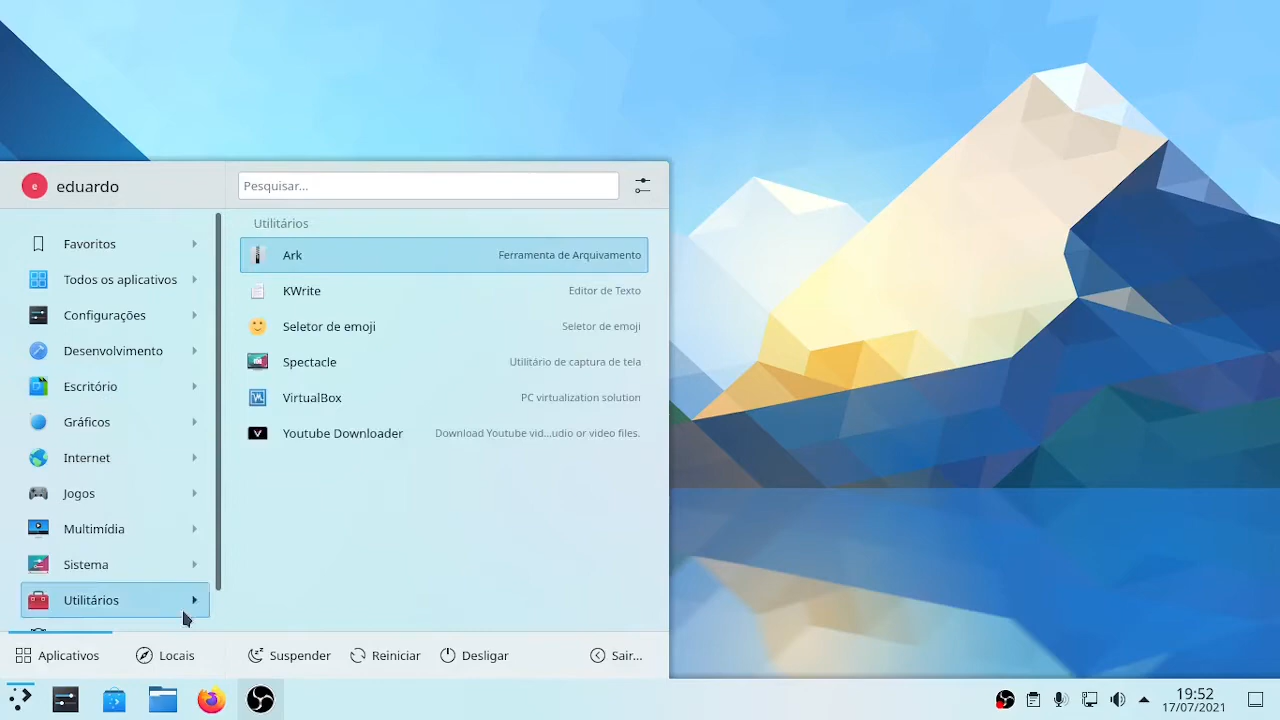 e eduardo
Pesquisar...
Favoritos
Todos os aplicativos
Configurações
Desenvolvimento
Escritório
Gráficos
Internet
Jogos
Multimídia
Sistema
Utilitários
Utilitários
Ark Ferramenta de Arquivamento
KWrite Editor de Texto
Seletor de emoji Seletor de emoji
Spectacle Utilitário de captura de tela
VirtualBox PC virtualization solution
Youtube Downloader Download Youtube vid...udio or video files.
Aplicativos Locais Suspender Reiniciar Desligar Sair...
19:52
17/07/2021